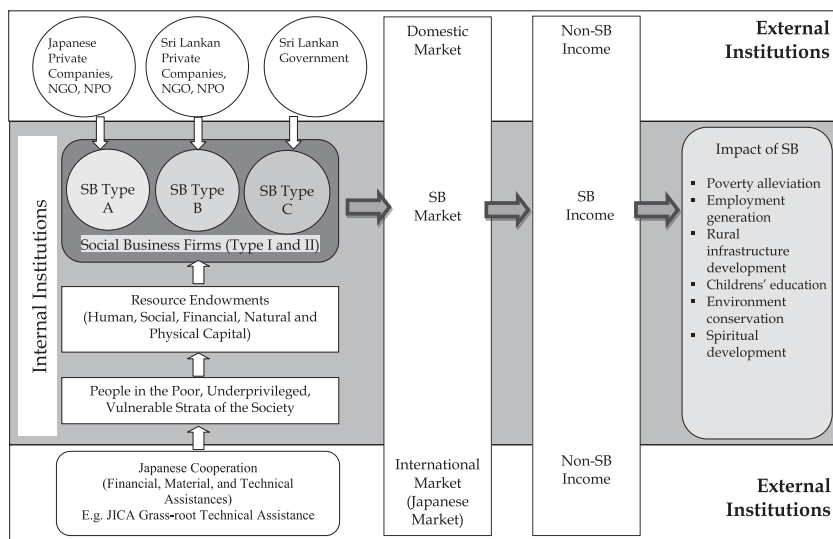 Japanese
Private
Companies,
NGO, NPO
Sri Lankan
Private
Companies,
NGO, NPO
Sri Lankan
Government
Domestic
Market
Non-SB
Income
External
Institutions
Internal Institutions
SB Type
A
SB Type
B
SB Type
C
Social Business Firms (Type I and II)
SB
Market
SB
Income
Impact of SB
▪ Poverty alleviation
▪ Employment
generation
▪ Rural
infrastructure
development
▪ Childrens’ education
▪ Environment
conservation
▪ Spiritual
development
Resource Endowments
(Human, Social, Financial, Natural and
Physical Capital)
People in the Poor, Underprivileged,
Vulnerable Strata of the Society
Japanese Cooperation
(Financial, Material, and Technical
Assistances)
E.g. JICA Grass-root Technical Assistance
International
Market
(Japanese
Market)
Non-SB
Income
External
Institutions